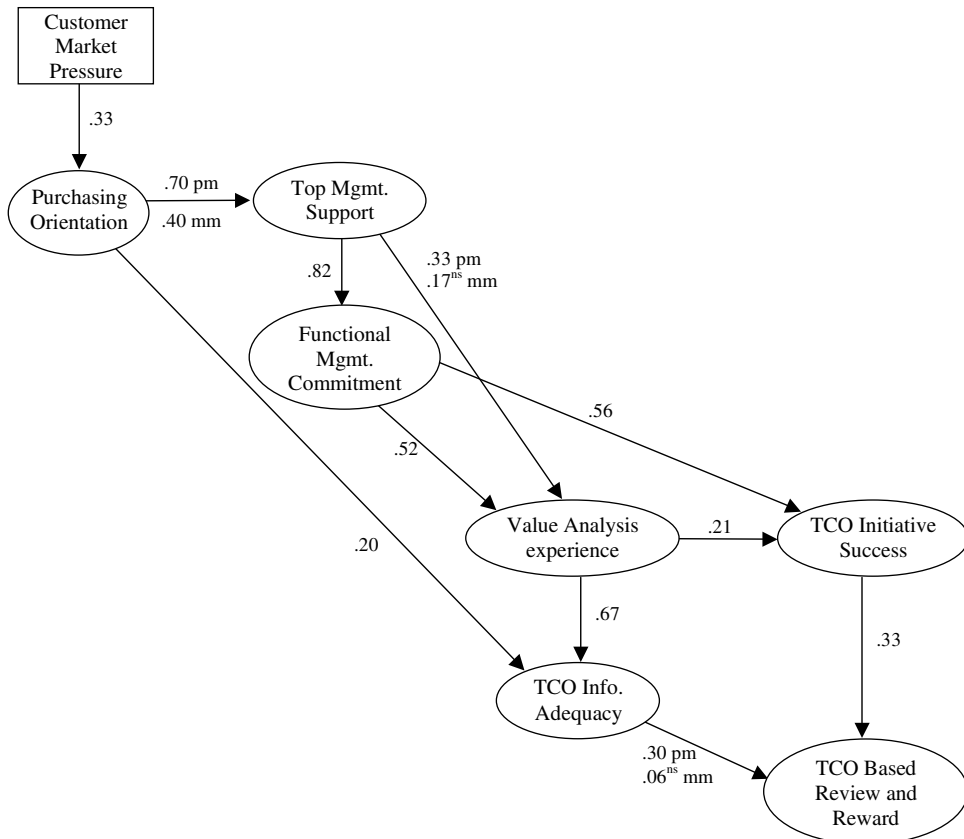 Customer
Market
Pressure
.33
Purchasing
Orientation
.70 pm
.40 mm
Top Mgmt.
Support
.82
.33 pm
.17ns mm
Functional
Mgmt.
Commitment
.56
.52
.20
Value Analysis
experience
.21
TCO Initiative
Success
.67
.33
TCO Info.
Adequacy
.30 pm
.06ns mm
TCO Based
Review and
Reward